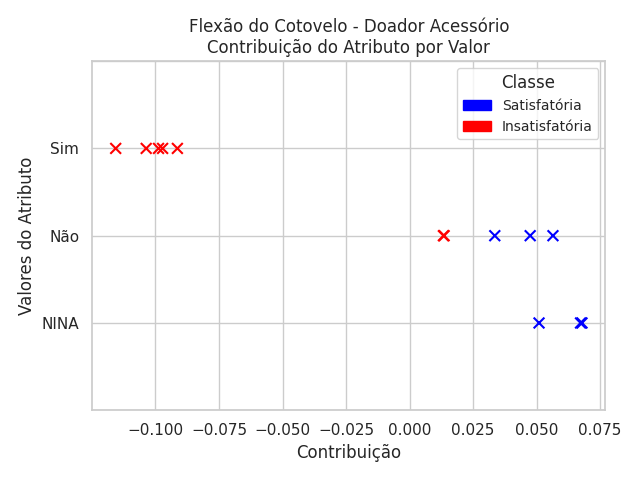 Flexão do Cotovelo - Doador Acessório
Contribuição do Atributo por Valor
Classe
Satisfatória
Insatisfatória
Valores do Atributo
Sim
Não
NINA
−0.100 −0.075 −0.050 −0.025 0.000 0.025 0.050 0.075
Contribuição